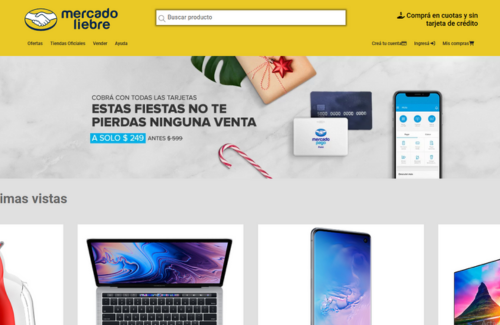 mercado
liebre
Buscar producto
Comprá en cuotas y sin
tarjeta de crédito
Ofertas Tiendas Oficiales Vender Ayuda
Creá tu cuenta Ingresá Mis compras
COBRÁ CON TODAS LAS TARJETAS
ESTAS FIESTAS NO TE
PIERDAS NINGUNA VENTA
A SOLO $ 249 ANTES $ 599
mercado
pago
imas vistas